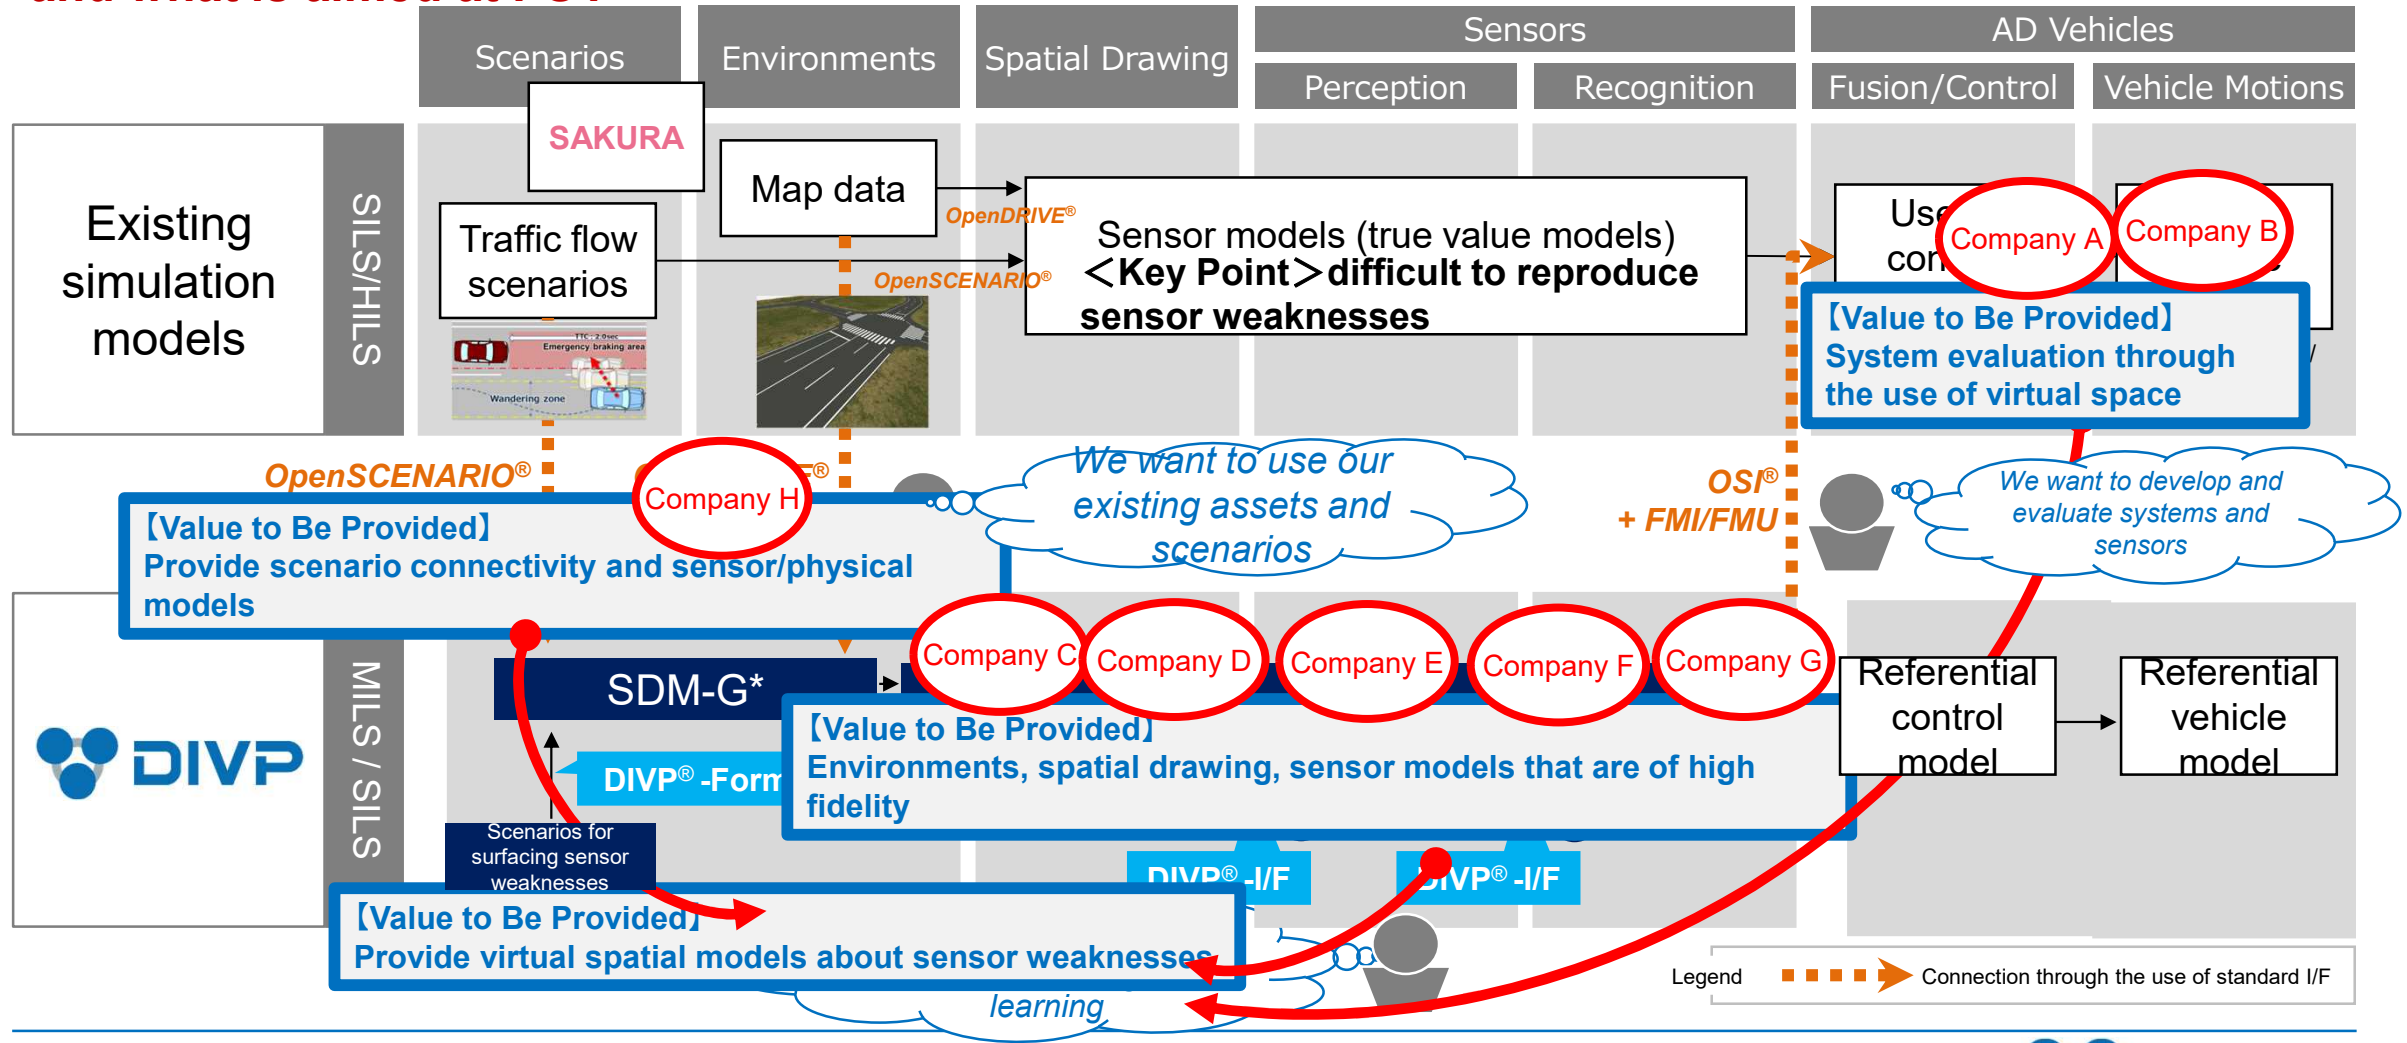 Scenarios
Environments
Spatial Drawing
Sensors
Perception
Recognition
AD Vehicles
Fusion/Control
Vehicle Motions
Existing
simulation
models
SILS/HILS
SAKURA
Traffic flow
scenarios
Map data
OpenDRIVE®
OpenSCENARIO®
Sensor models (true value models)
＜Key Point＞difficult to reproduce
sensor weaknesses
Company A
Company B
【Value to Be Provided】
System evaluation through
the use of virtual space
TTC : 2.0sec
Emergency braking area
Wandering zone
OpenSCENARIO®
Company H
【Value to Be Provided】
Provide scenario connectivity and sensor/physical
models
We want to use our
existing assets and
scenarios
OSI®
+ FMI/FMU
We want to develop and
evaluate systems and
sensors
DIVP
MILS / SILS
SDM-G*
Company C
Company D
Company E
Company F
Company G
【Value to Be Provided】
Environments, spatial drawing, sensor models that are of high
fidelity
Referential
control
model
Referential
vehicle
model
DIVP® -Form
Scenarios for
surfacing sensor
weaknesses
DIVP® -I/F
DIVP® -I/F
【Value to Be Provided】
Provide virtual spatial models about sensor weaknesses
learning
Legend
Connection through the use of standard I/F